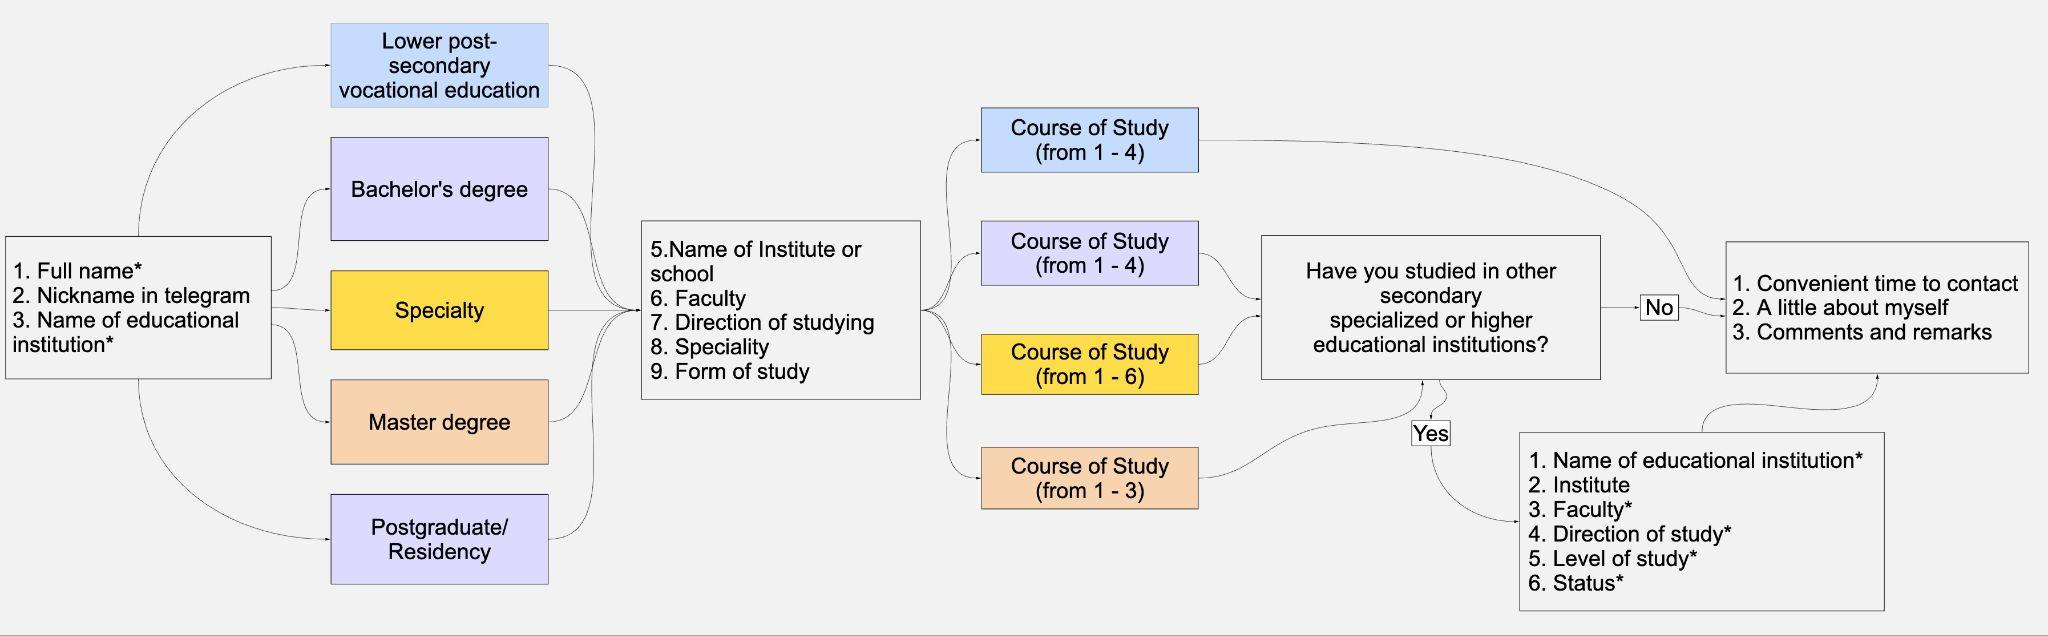 Lower post-
secondary
vocational education
Bachelor's degree
1. Full name*
2. Nickname in telegram
3. Name of educational
institution*
Specialty
Master degree
Postgraduate/
Residency
5.Name of Institute or
school
6. Faculty
7. Direction of studying
8. Speciality
9. Form of study
Course of Study
(from 1 - 4)
Course of Study
(from 1 - 4)
Course of Study
(from 1 - 6)
Course of Study
(from 1 - 3)
Have you studied in other
secondary
specialized or higher
educational institutions?
No
Yes
1. Convenient time to contact
2. A little about myself
3. Comments and remarks
1. Name of educational institution*
2. Institute
3. Faculty*
4. Direction of study*
5. Level of study*
6. Status*